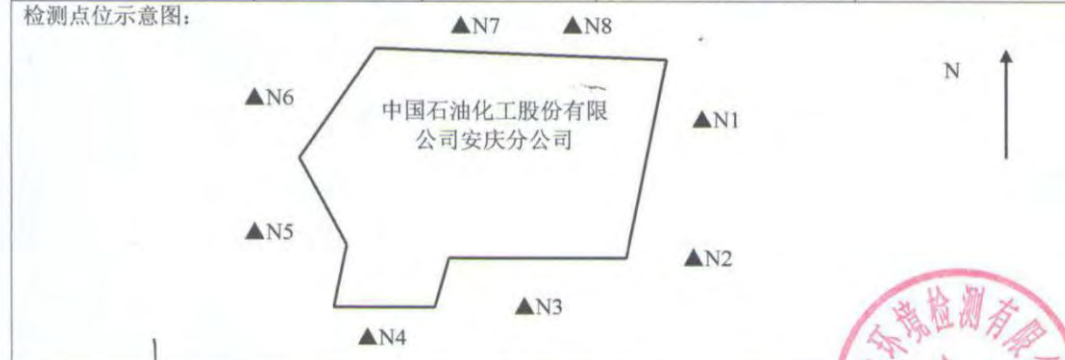 检测点位示意图：
▲N7 ▲N8
N
▲N6
中国石油化工股份有限
公司安庆分公司
▲N1
▲N5
▲N2
▲N3
▲N4
环境检测有限